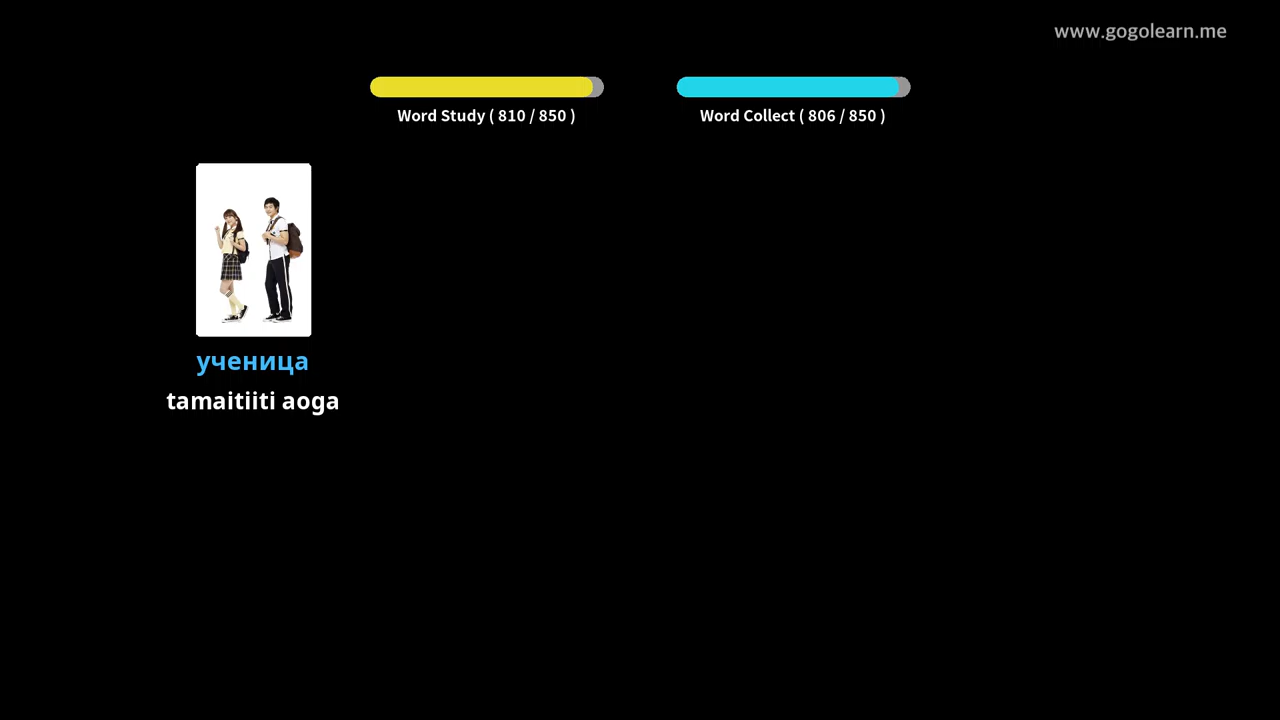 www.gogolearn.me
Word Study ( 810 / 850 )
Word Collect ( 806 / 850 )
ученица
tamaitiiti aoga